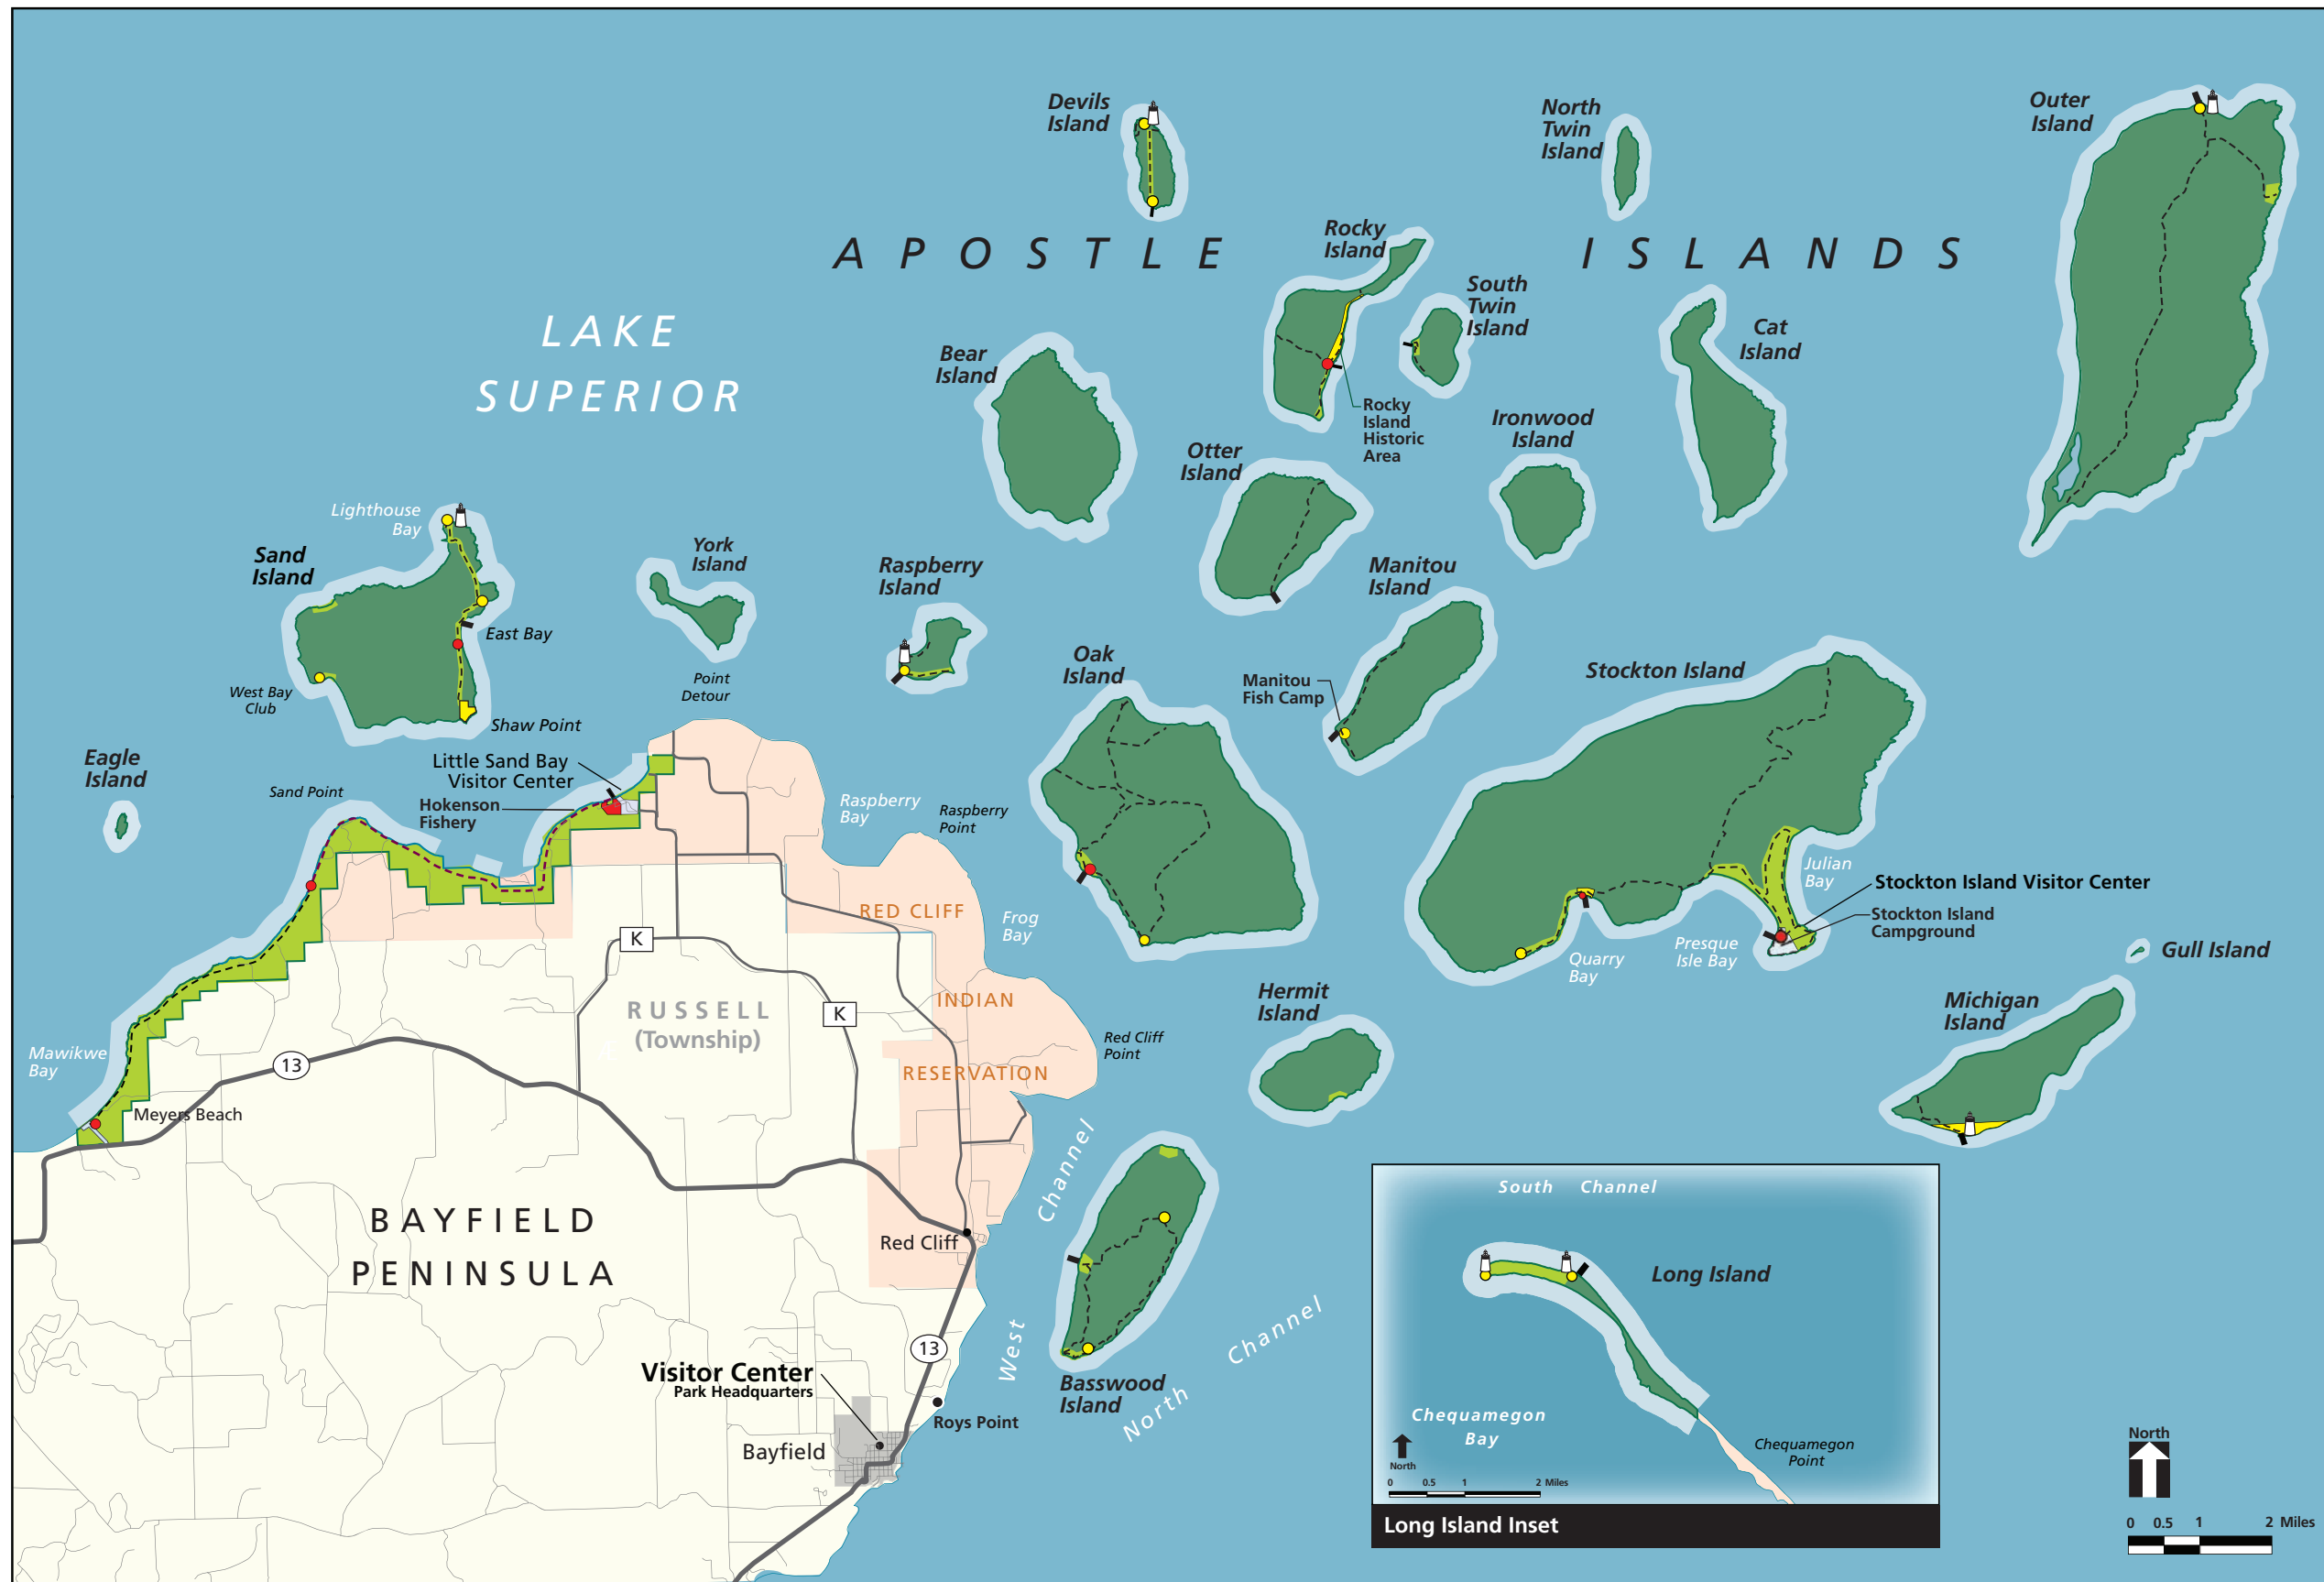 Devils
Island
North
Twin
Island
Outer
Island
Rocky
Island
APOSTLE ISLANDS
South
Twin
Island
LAKE
SUPERIOR
Bear
Island
Cat
Island
Rocky
Island
Historic
Area
Ironwood
Island
Otter
Island
Lighthouse
Bay
Sand
Island
York
Island
Raspberry
Island
Manitou
Island
East Bay
West Bay
Club
Shaw Point
Point
Detour
Oak
Island
Manitou
Fish Camp
Stockton Island
Eagle
Island
Little Sand Bay
Visitor Center
Sand Point
Hokenson
Fishery
Raspberry
Bay
Raspberry
Point
Julian
Bay
Stockton Island Visitor Center
Stockton Island
Campground
RED CLIFF
Frog
Bay
K
Presque
Isle Bay
Quarry
Bay
Gull Island
Hermit
Island
Michigan
Island
INDIAN
RUSSELL
(Township)
K
Red Cliff
Point
Mawikwe
Bay
13
RESERVATION
Meyers Beach
BAYFIELD
PENINSULA
Red Cliff
West Channel
13
North Channel
Basswood
Island
Visitor Center
Park Headquarters
Roys Point
Bayfield
South Channel
Long Island
Chequamegon
Bay
Chequamegon
Point
North
0 0.5 1 2 Miles
Long Island Inset
North
0 0.5 1 2 Miles